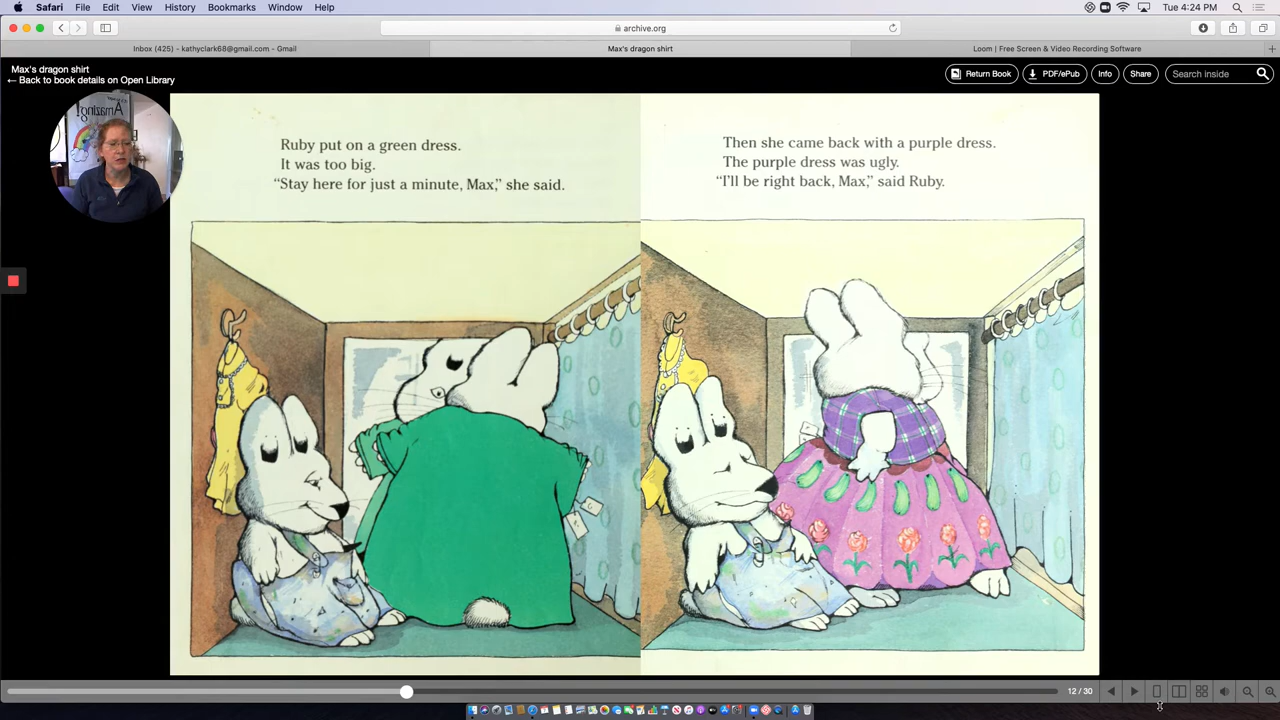 Safari File Edit View History Bookmarks Window Help
Tue 4:24 PM
archive.org
Inbox (425) - kathyclark68@gmail.com - Gmail
Max's dragon shirt
Loom | Free Screen & Video Recording Software
Max's dragon shirt
← Back to book details on Open Library
Return Book
PDF/ePub
Info
Share
Search inside
Amazing!
Ruby put on a green dress.
It was too big.
“Stay here for just a minute, Max,” she said.
Then she came back with a purple dress.
The purple dress was ugly.
“I'll be right back, Max,” said Ruby.
12 / 30